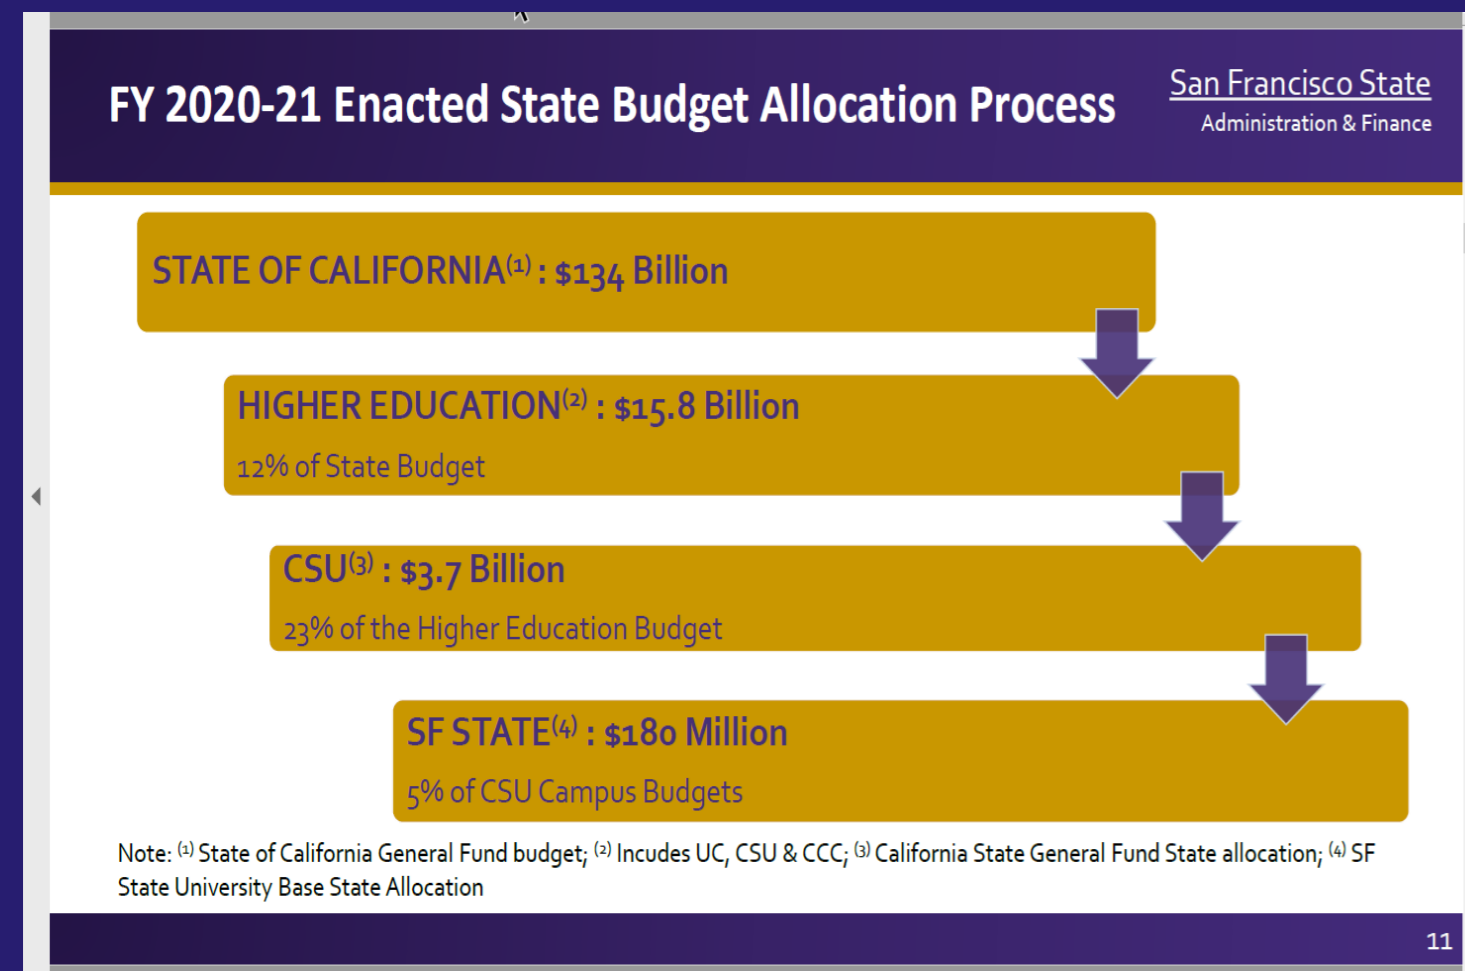 FY 2020-21 Enacted State Budget Allocation Process
San Francisco State
Administration & Finance
STATE OF CALIFORNIA(1) : $134 Billion
HIGHER EDUCATION(2) : $15.8 Billion
12% of State Budget
CSU(3) : $3.7 Billion
23% of the Higher Education Budget
SF STATE(4) : $180 Million
5% of CSU Campus Budgets
Note: (1) State of California General Fund budget; (2) Incudes UC, CSU & CCC; (3) California State General Fund State allocation; (4) SF
State University Base State Allocation
11